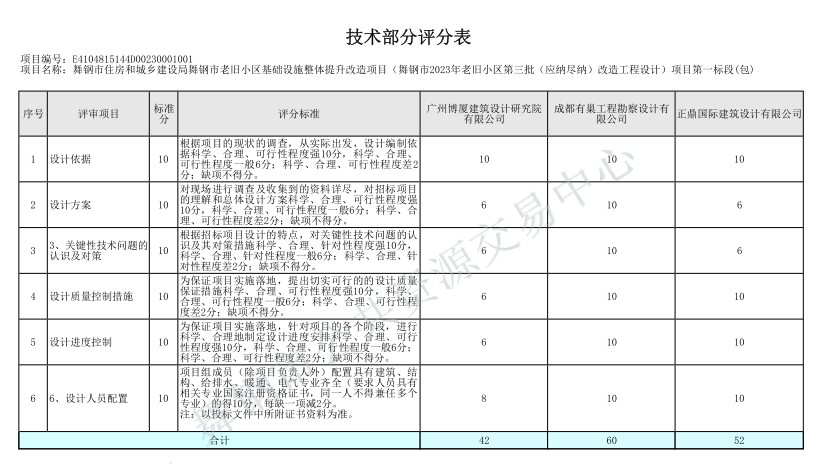 技术部分评分表
项目编号：E4104815144D00230001001
项目名称：舞钢市住房和城乡建设局舞钢市老旧小区基础设施整体提升改造项目（舞钢市2023年老旧小区第三批（应纳尽纳）改造工程设计）项目第一标段(包)
序号 评审项目 标准分 评分标准 广州博厦建筑设计研究院有限公司 成都有巢工程勘察设计有限公司 正鼎国际建筑设计有限公司
1 设计依据 10
根据项目的现状的调查，从实际出发，设计编制依
据科学、合理、可行性程度强10分，科学、合理、
可行性程度一般6分；科学、合理、可行性程度差2
分；缺项不得分。
10 10 10
2 设计方案 10
对现场进行调查及收集到的资料详尽，对招标项目
的理解和总体设计方案科学、合理、可行性程度强
10分，科学、合理、可行性程度一般6分；科学、合
理、可行性程度差2分；缺项不得分。
6 10 6
3 3、关键性技术问题的
认识及对策 10
根据招标项目设计的特点，对关键性技术问题的认
识及其对策措施科学、合理、针对性程度强10分，
科学、合理、针对性程度一般6分；科学、合理、针
对性程度差2分；缺项不得分。
6 10 6
4 设计质量控制措施 10
为保证项目实施落地，提出切实可行的的设计质量
保证措施科学、合理、可行性程度强10分，科学、
合理、可行性程度一般6分；科学、合理、可行性程
度差2分；缺项不得分。
6 10 10
5 设计进度控制 10
为保证项目实施落地，针对项目的各个阶段，进行
科学、合理地制定设计进度安排科学、合理、可行
性程度强10分，科学、合理、可行性程度一般6分；
科学、合理、可行性程度差2分；缺项不得分。
6 10 10
6 6、设计人员配置 10
项目组成员（除项目负责人外）配置具有建筑、结
构、给排水、暖通、电气专业齐全（要求人员具有
相关专业国家注册资格证书，同一人不得兼任多个
专业）的得10分，每缺一项减2分。
注：以投标文件中所附证书资料为准。
8 10 10
合计 42 60 52